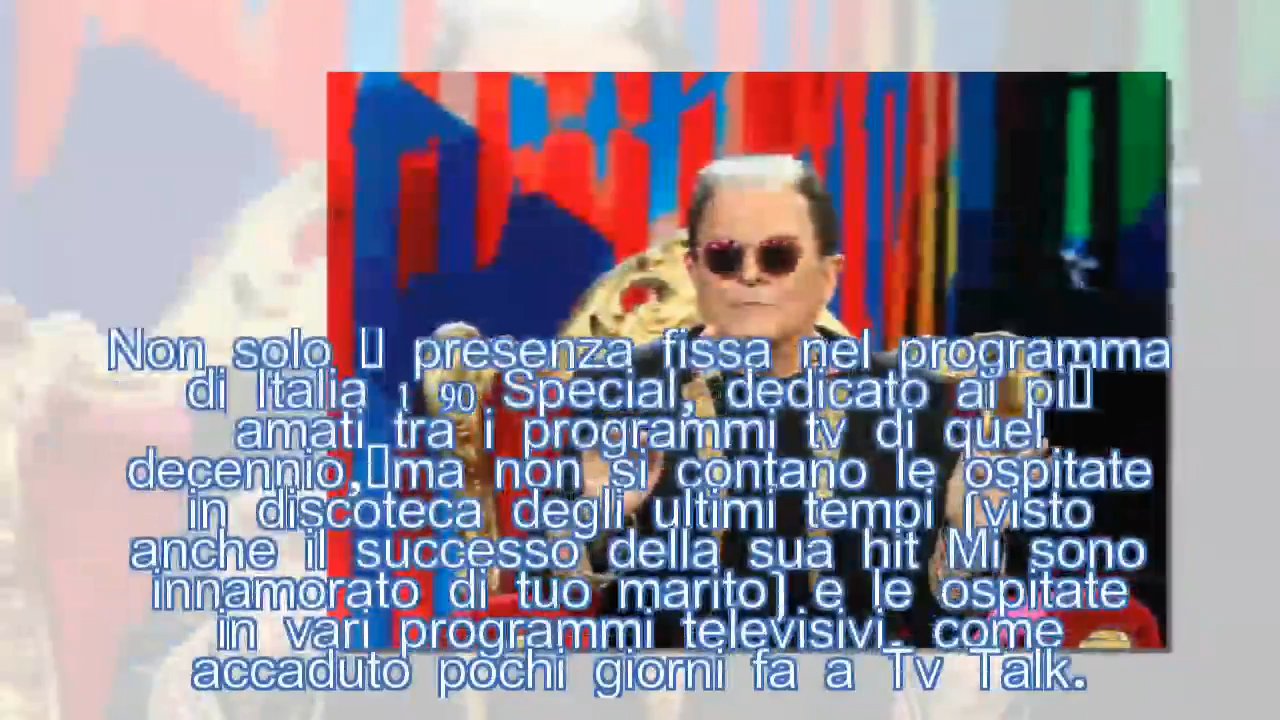 Non solo � presenza fissa nel programma
di Italia 1 90 Special, dedicato ai pi�
amati tra i programmi tv di quel
decennio,�ma non si contano le ospitate
in discoteca degli ultimi tempi (visto
anche il successo della sua hit Mi sono
innamorato di tuo marito) e le ospitate
in vari programmi televisivi, come
accaduto pochi giorni fa a Tv Talk.